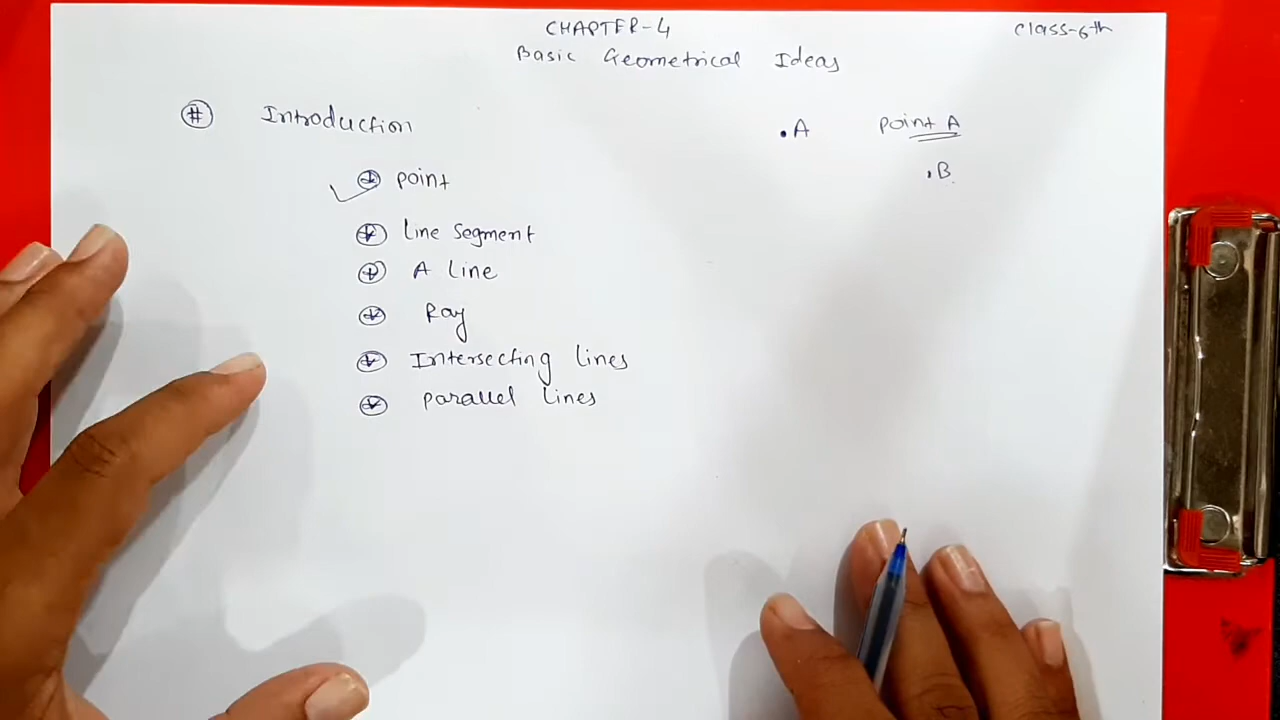 CHAPTER-4
Class-6th
Basic Geometrical Ideas
# Introduction
.A Point A
point
.B
Line segment
A Line
Ray
Intersecting Lines
parallel lines